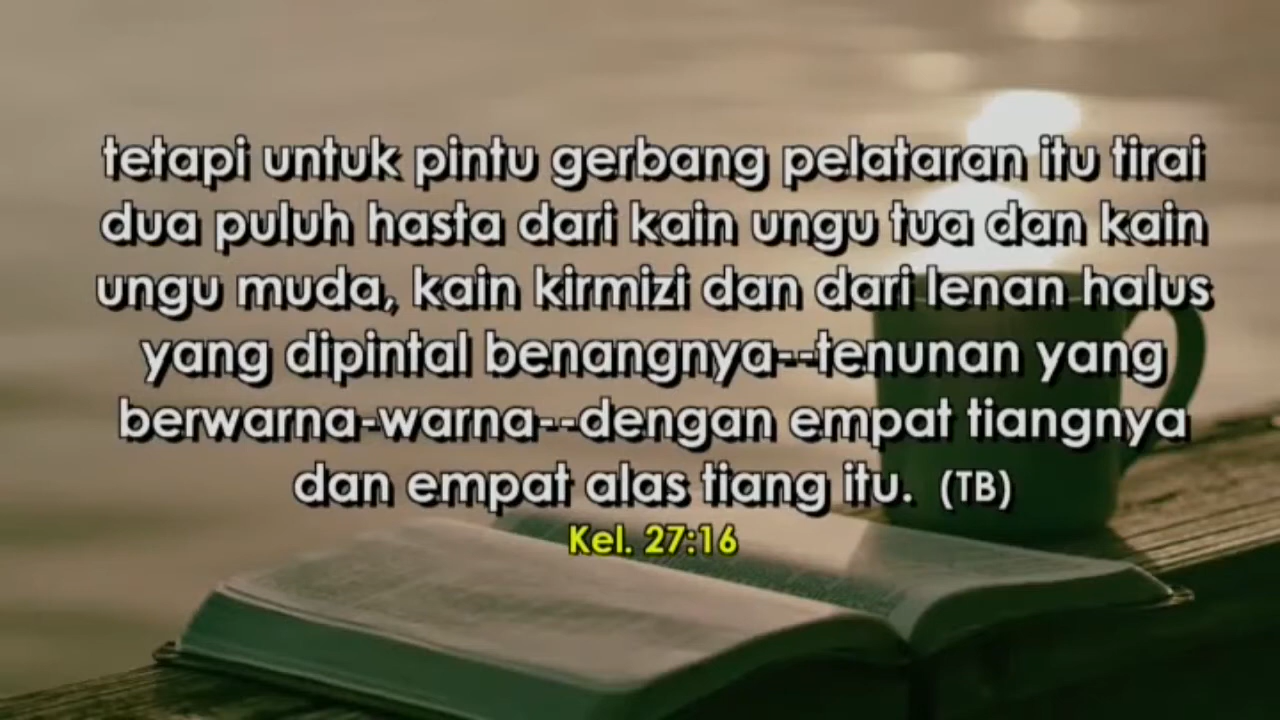 tetapi untuk pintu gerbang pelataran itu tirai
dua puluh hasta dari kain ungu tua dan kain
ungu muda, kain kirmizi dan dari lenan halus
yang dipintal benangnya--tenunan yang
berwarna-warna--dengan empat tiangnya
dan empat alas tiang itu. (TB)
Kel. 27:16